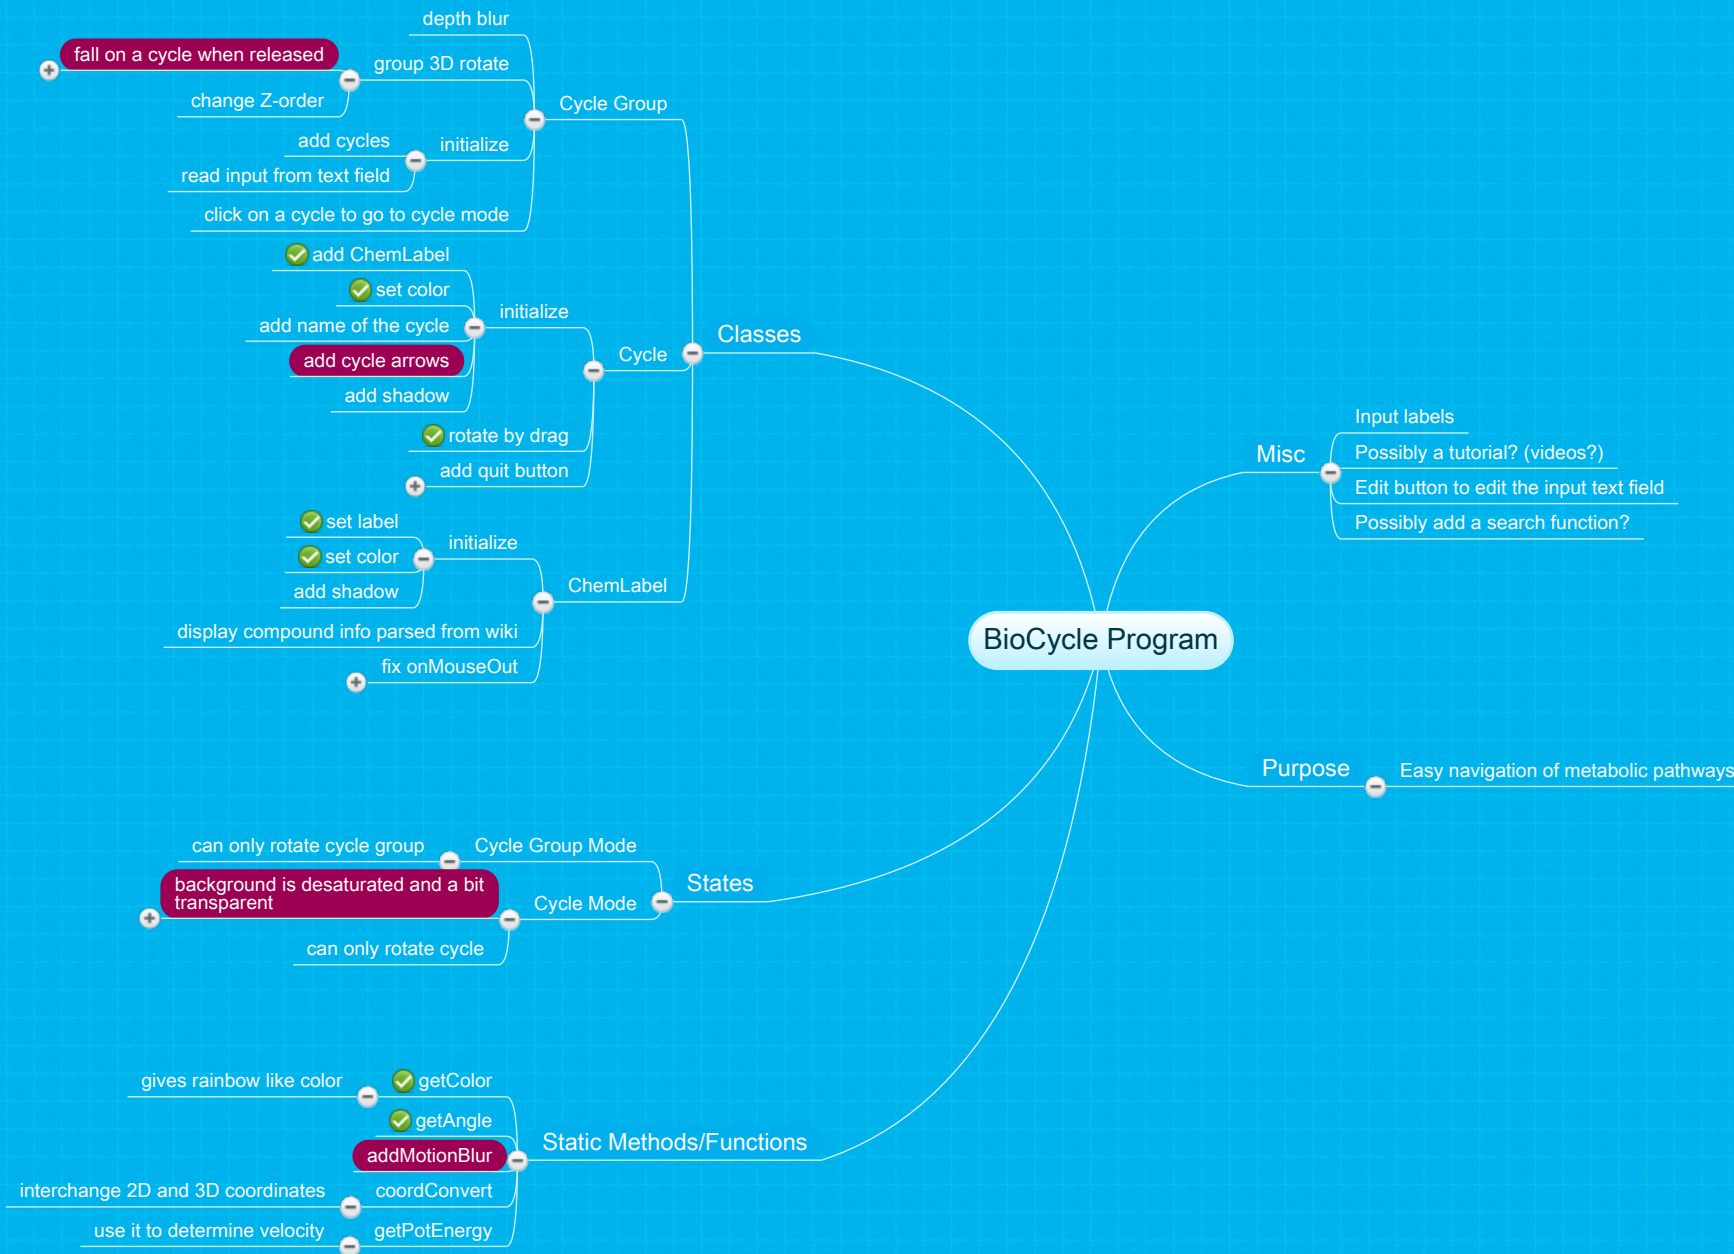 depth blur
fall on a cycle when released
group 3D rotate
change Z-order
Cycle Group
add cycles
initialize
read input from text field
click on a cycle to go to cycle mode
add ChemLabel
set color
initialize
add name of the cycle
Classes
add cycle arrows
Cycle
add shadow
rotate by drag
add quit button
set label
initialize
set color
add shadow
ChemLabel
display compound info parsed from wiki
fix onMouseOut
Input labels
Misc
Possibly a tutorial? (videos?)
Edit button to edit the input text field
Possibly add a search function?
BioCycle Program
Purpose
Easy navigation of metabolic pathways
can only rotate cycle group
Cycle Group Mode
background is desaturated and a bit
transparent
States
Cycle Mode
can only rotate cycle
gives rainbow like color
getColor
getAngle
Static Methods/Functions
addMotionBlur
interchange 2D and 3D coordinates
coordConvert
use it to determine velocity
getPotEnergy